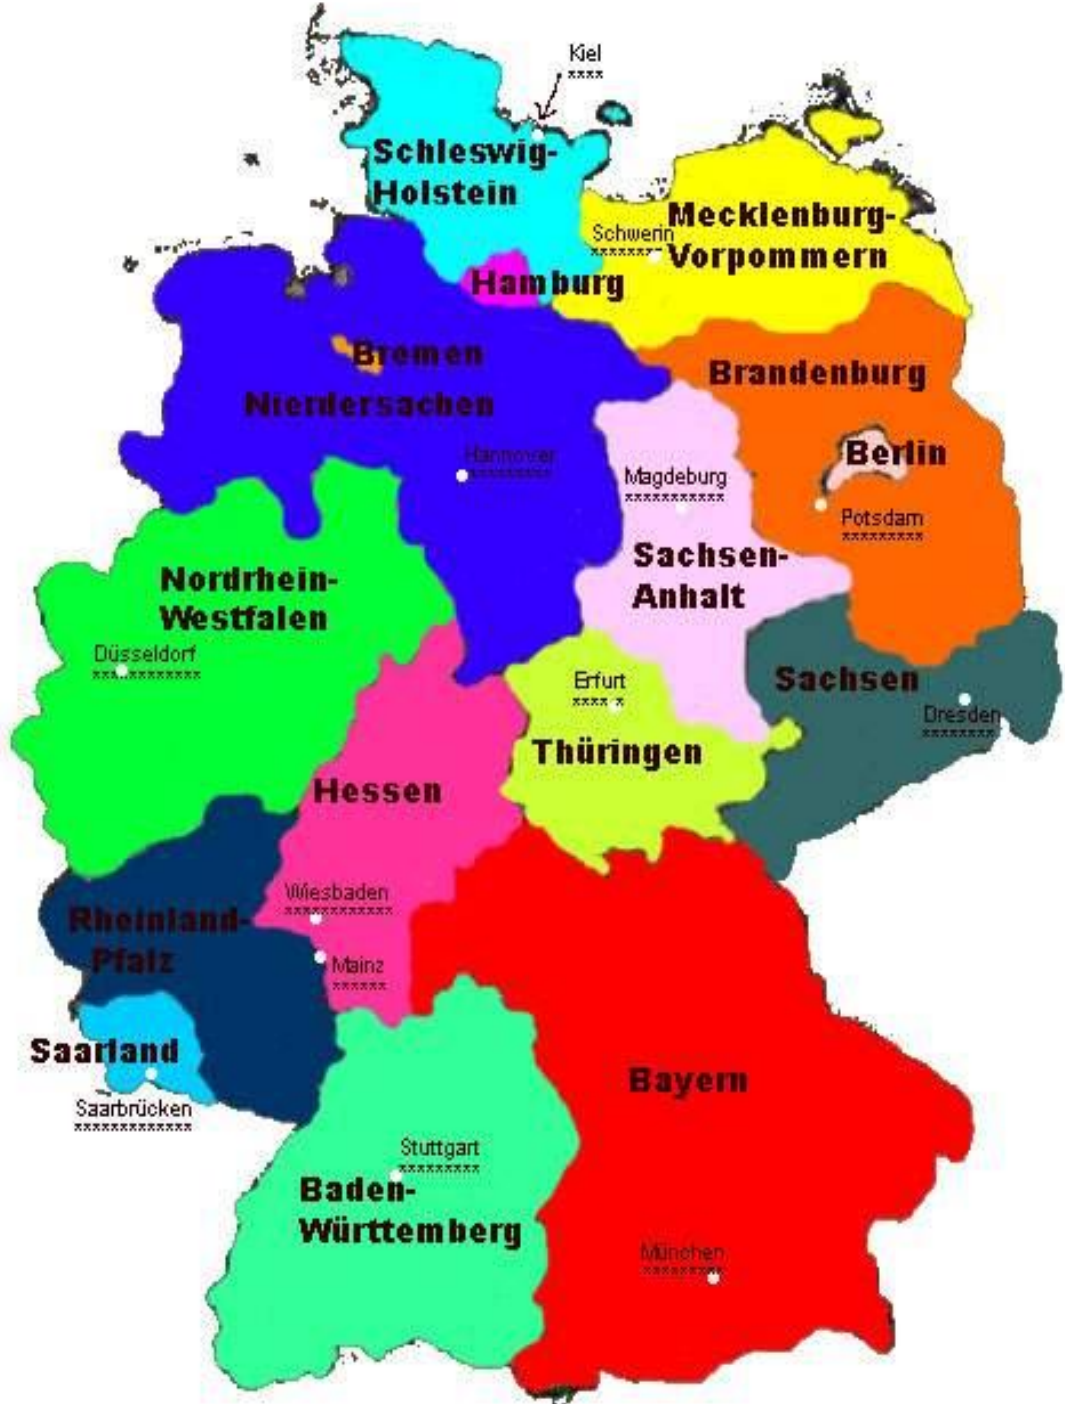 Kiel
Schleswig-
Holstein
Mecklenburg-
Schwerin
Vorpommern
Hamburg
Bremen
Brandenburg
Nierdersachen
Berlin
Hannover
Magdeburg
Potsdam
Sachsen-
Anhalt
Nordrhein-
Westfalen
Düsseldorf
Sachsen
Erfurt
Dresden
Thüringen
Hessen
Wiesbaden
Rheinland-
Pfalz
Mainz
Saarland
Bayern
Saarbrücken
Stuttgart
Baden-
Württemberg
München